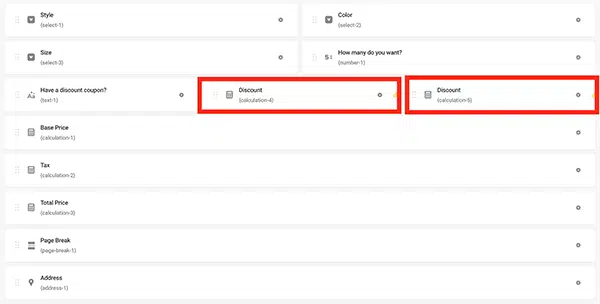 Style
(select-1)
Color
(select-2)
Size
(select-3)
How many do you want?
(number-1)
Have a discount coupon?
(text-1)
Discount
(calculation-4)
Discount
(calculation-5)
Base Price
(calculation-1)
Tax
(calculation-2)
Total Price
(calculation-3)
Page Break
(page-break-1)
Address
(address-1)